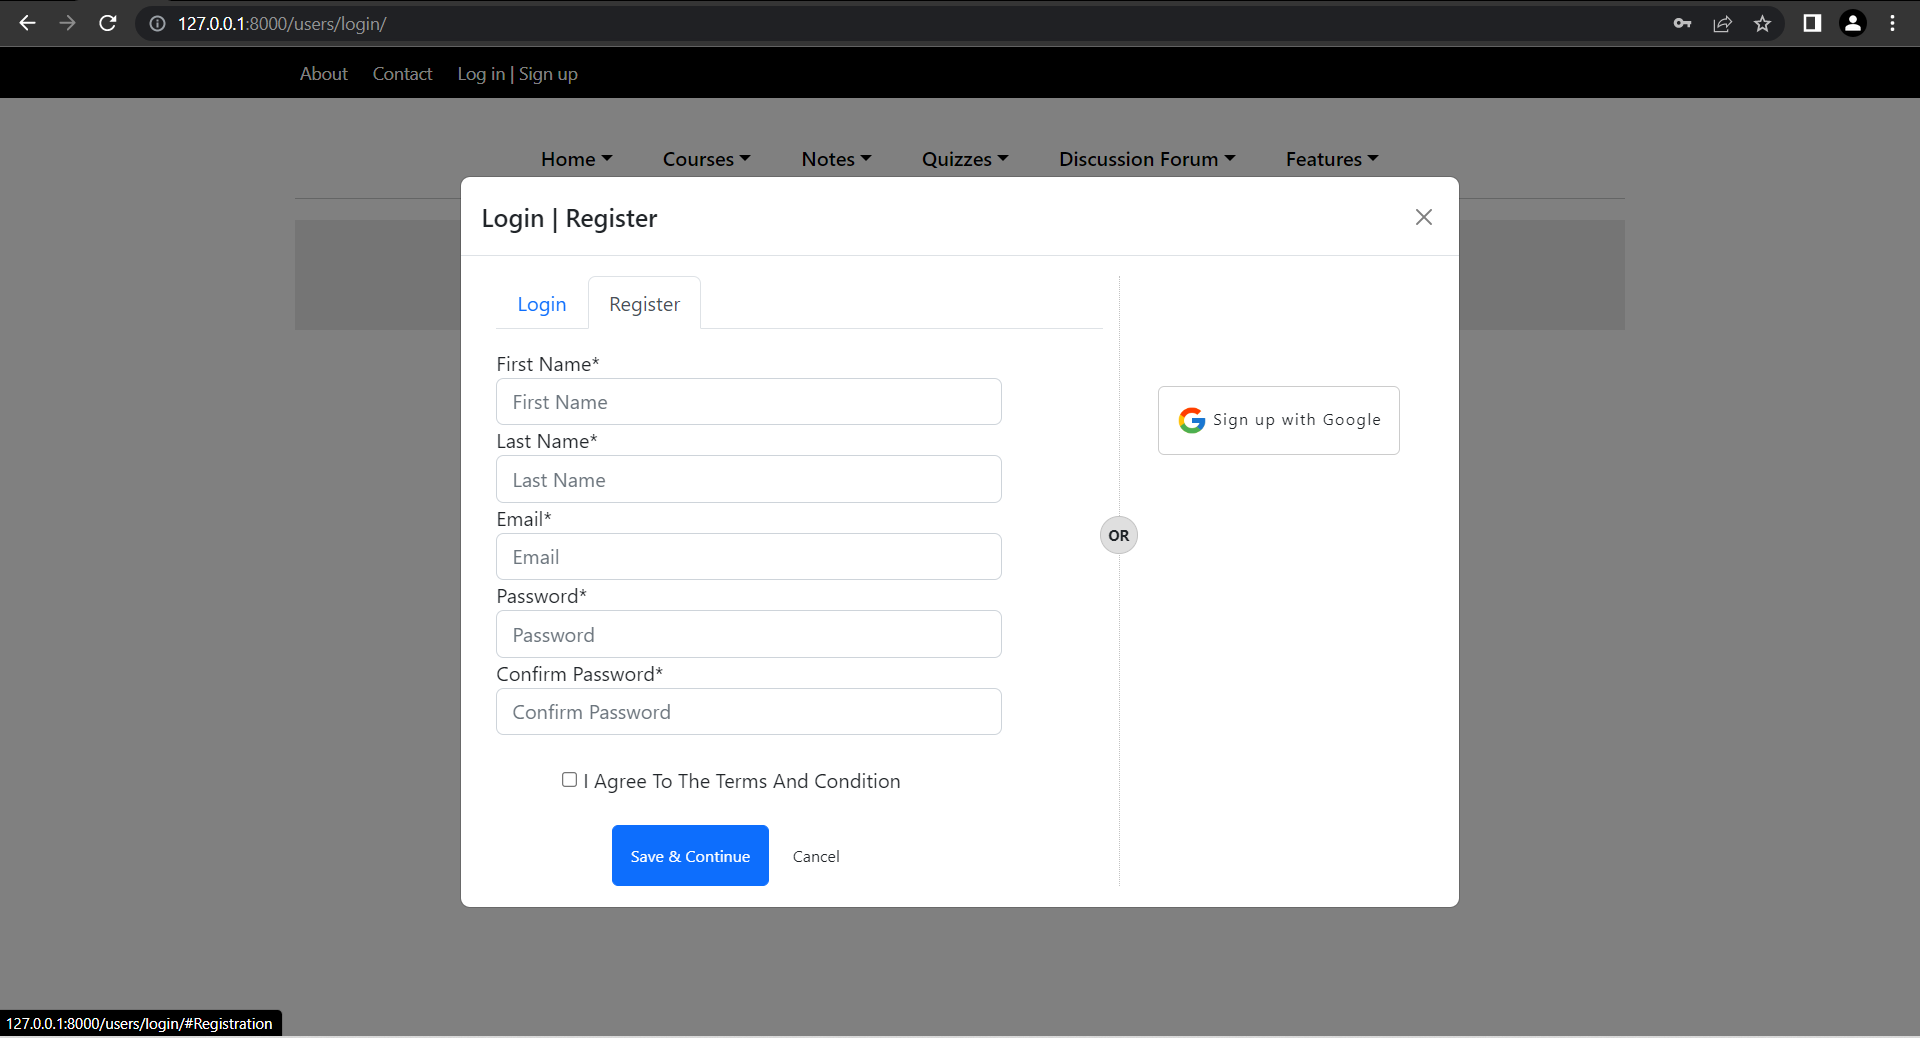 127.0.0.1:8000/users/login/
About Contact Log in | Sign up
Home Courses Notes Quizzes Discussion Forum Features
Login | Register
Login Register
First Name*
First Name
Last Name*
Last Name
Email*
Email
Password*
Password
Confirm Password*
Confirm Password
I Agree To The Terms And Condition
Save & Continue Cancel
OR
Sign up with Google
127.0.0.1:8000/users/login/#Registration